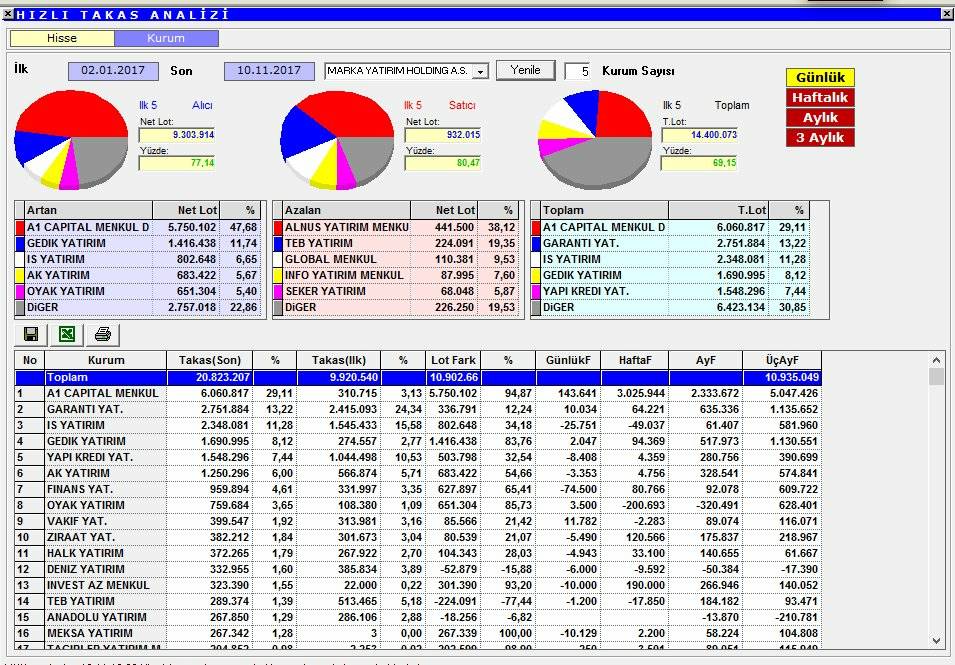 HIZLI TAKAS ANALİZİ
Hisse Kurum
İlk 02.01.2017 Son 10.11.2017 MARKA YATIRIM HOLDING A.S. Yenile 5 Kurum Sayısı
Günlük
Haftalık
Aylık
3 Aylık
Ilk 5 Alıcı
Net Lot:
9.303.914
Yüzde:
77,14
Ilk 5 Satıcı
Net Lot:
932.015
Yüzde:
80,47
Ilk 5 Toplam
T.Lot:
14.400.073
Yüzde:
69,15
Artan Net Lot %
A1 CAPITAL MENKUL D 5.750.102 47,68
GEDIK YATIRIM 1.416.438 11,74
IS YATIRIM 802.648 6,65
AK YATIRIM 683.422 5,67
OYAK YATIRIM 651.304 5,40
DiGER 2.757.018 22,86
Azalan Net Lot %
ALNUS YATIRIM MENKU 441.500 38,12
TEB YATIRIM 224.091 19,35
GLOBAL MENKUL 110.381 9,53
INFO YATIRIM MENKUL 87.995 7,60
SEKER YATIRIM 68.048 5,87
DiGER 226.250 19,53
Toplam T.Lot %
A1 CAPITAL MENKUL D 6.060.817 29,11
GARANTI YAT. 2.751.884 13,22
IS YATIRIM 2.348.081 11,28
GEDIK YATIRIM 1.690.995 8,12
YAPI KREDI YAT. 1.548.296 7,44
DiGER 6.423.134 30,85
No Kurum Takas(Son) % Takas(Ilk) % Lot Fark % GünlükF HaftaF AyF ÜçAyF
Toplam 20.823.207 9.920.540 10.902.66 10.935.049
1 A1 CAPITAL MENKUL 6.060.817 29,11 310.715 3,13 5.750.102 94,87 143.641 3.025.944 2.333.672 5.047.426
2 GARANTI YAT. 2.751.884 13,22 2.415.093 24,34 336.791 12,24 10.034 64.221 635.336 1.135.652
3 IS YATIRIM 2.348.081 11,28 1.545.433 15,58 802.648 34,18 -25.751 -49.037 61.407 581.960
4 GEDIK YATIRIM 1.690.995 8,12 274.557 2,77 1.416.438 83,76 2.047 94.369 517.973 1.130.551
5 YAPI KREDI YAT. 1.548.296 7,44 1.044.498 10,53 503.798 32,54 -8.408 4.359 280.756 390.699
6 AK YATIRIM 1.250.296 6,00 566.874 5,71 683.422 54,66 -3.353 4.756 328.541 574.841
7 FINANS YAT. 959.894 4,61 331.997 3,35 627.897 65,41 -74.500 80.766 92.078 609.722
8 OYAK YATIRIM 759.684 3,65 108.380 1,09 651.304 85,73 3.500 -200.693 -320.491 628.401
9 VAKIF YAT. 399.547 1,92 313.981 3,16 85.566 21,42 11.782 -2.283 89.074 116.071
10 ZIRAAT YAT. 382.212 1,84 301.673 3,04 80.539 21,07 -5.490 120.566 175.837 218.967
11 HALK YATIRIM 372.265 1,79 267.922 2,70 104.343 28,03 -4.943 33.100 140.655 61.667
12 DENIZ YATIRIM 332.955 1,60 385.834 3,89 -52.879 -15,88 -6.000 -9.592 -50.384 -17.390
13 INVEST AZ MENKUL 323.390 1,55 22.000 0,22 301.390 93,20 -10.000 190.000 266.946 140.052
14 TEB YATIRIM 289.374 1,39 513.465 5,18 -224.091 -77,44 -1.200 -17.850 184.182 93.471
15 ANADOLU YATIRIM 267.850 1,29 286.106 2,88 -18.256 -6,82 -13.870 -210.781
16 MEKSA YATIRIM 267.342 1,28 3 0,00 267.339 100,00 -10.129 2.200 58.224 104.808